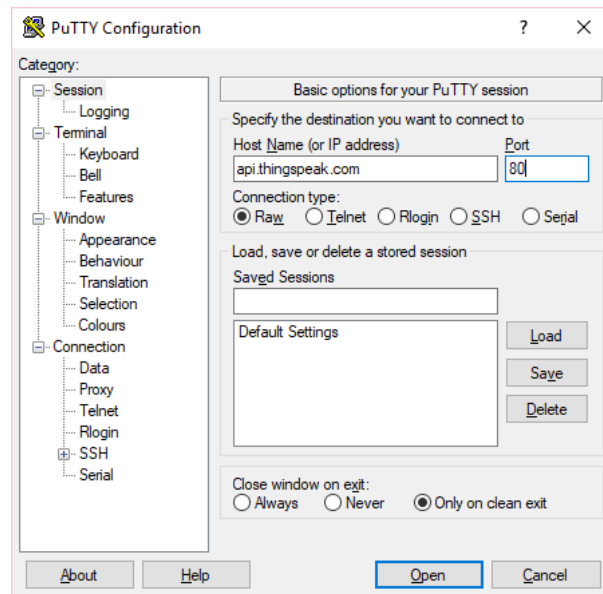 PuTTY Configuration
?
Category:
Session
Logging
Terminal
Keyboard
Bell
Features
Window
Appearance
Behaviour
Translation
Selection
Colours
Connection
Data
Proxy
Telnet
Rlogin
SSH
Serial
Basic options for your PuTTY session
Specify the destination you want to connect to
Host Name (or IP address) Port
api.thingspeak.com 80
Connection type:
Raw Telnet Rlogin SSH Serial
Load, save or delete a stored session
Saved Sessions
Default Settings
Load
Save
Delete
Close window on exit:
Always Never Only on clean exit
About Help Open Cancel